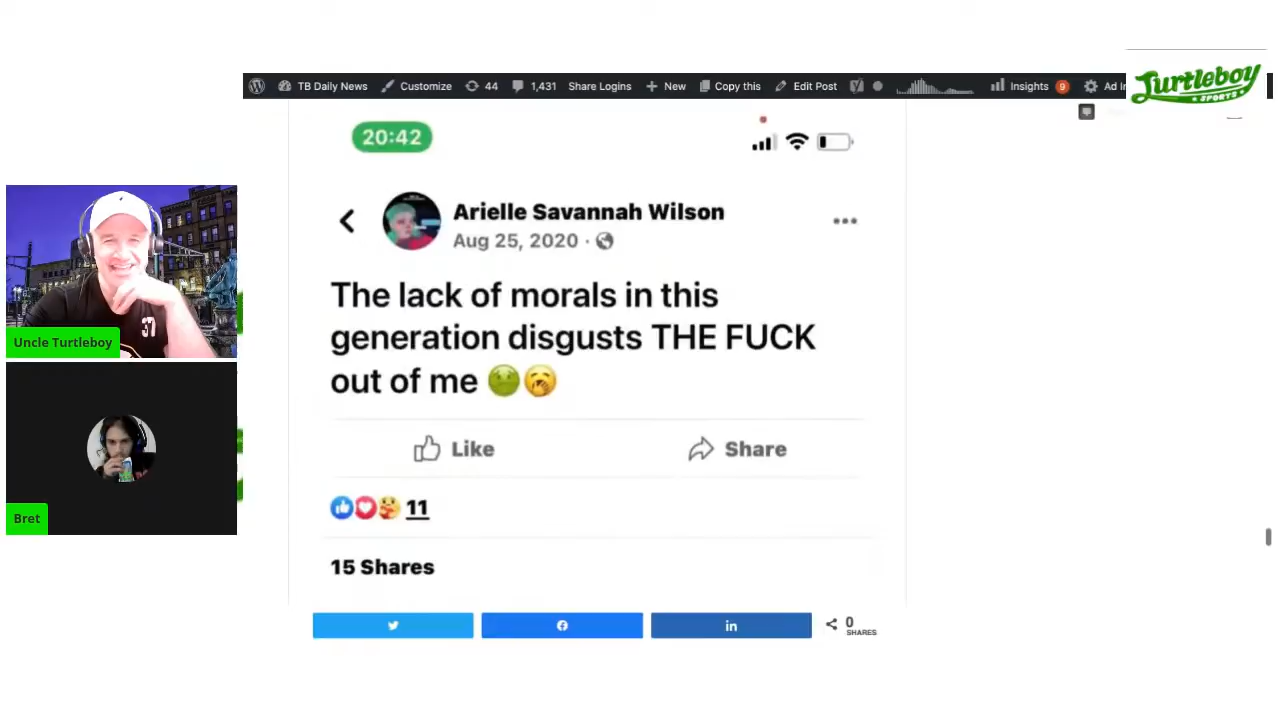 TB Daily News Customize 44 1,431 Share Logins New Copy this Edit Post Insights 9
Turtleboy
SPORTS
20:42
Arielle Savannah Wilson
Aug 25, 2020 ·
The lack of morals in this
generation disgusts THE FUCK
out of me
Like Share
11
15 Shares
0
SHARES
Uncle Turtleboy
Bret